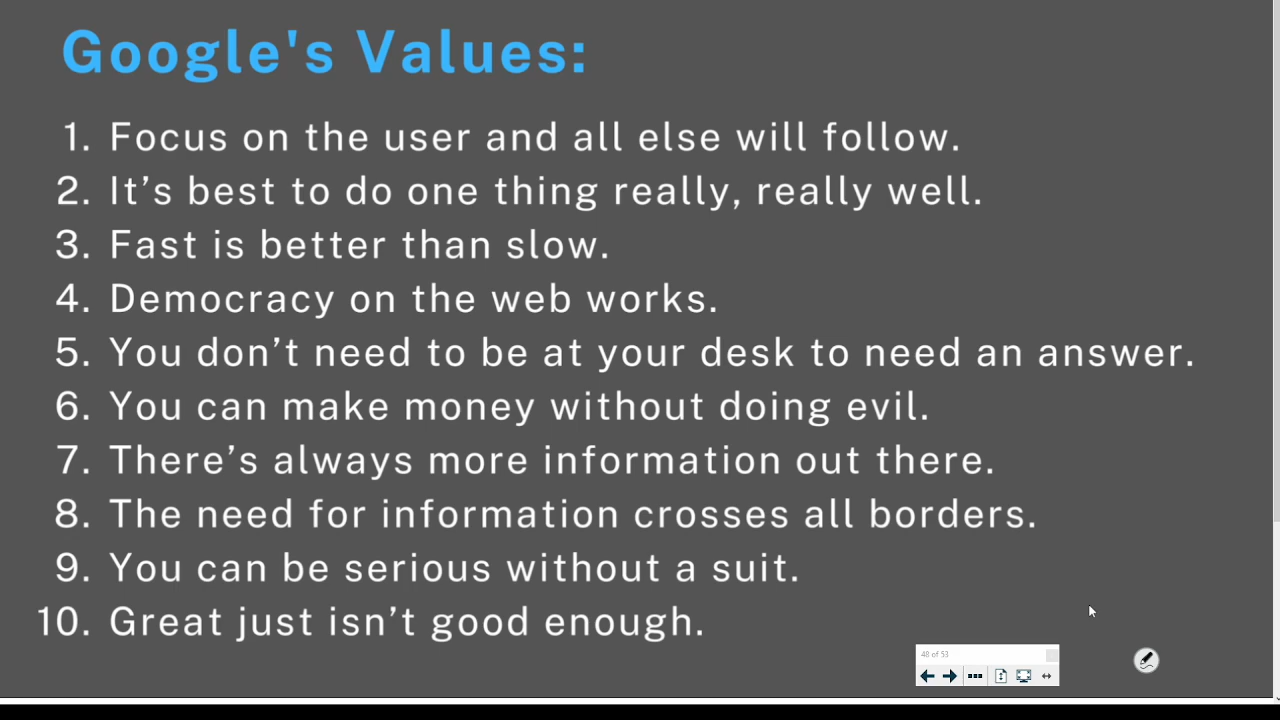 Google's Values:
1. Focus on the user and all else will follow.
2. It’s best to do one thing really, really well.
3. Fast is better than slow.
4. Democracy on the web works.
5. You don’t need to be at your desk to need an answer.
6. You can make money without doing evil.
7. There’s always more information out there.
8. The need for information crosses all borders.
9. You can be serious without a suit.
10. Great just isn’t good enough.
48 of 53